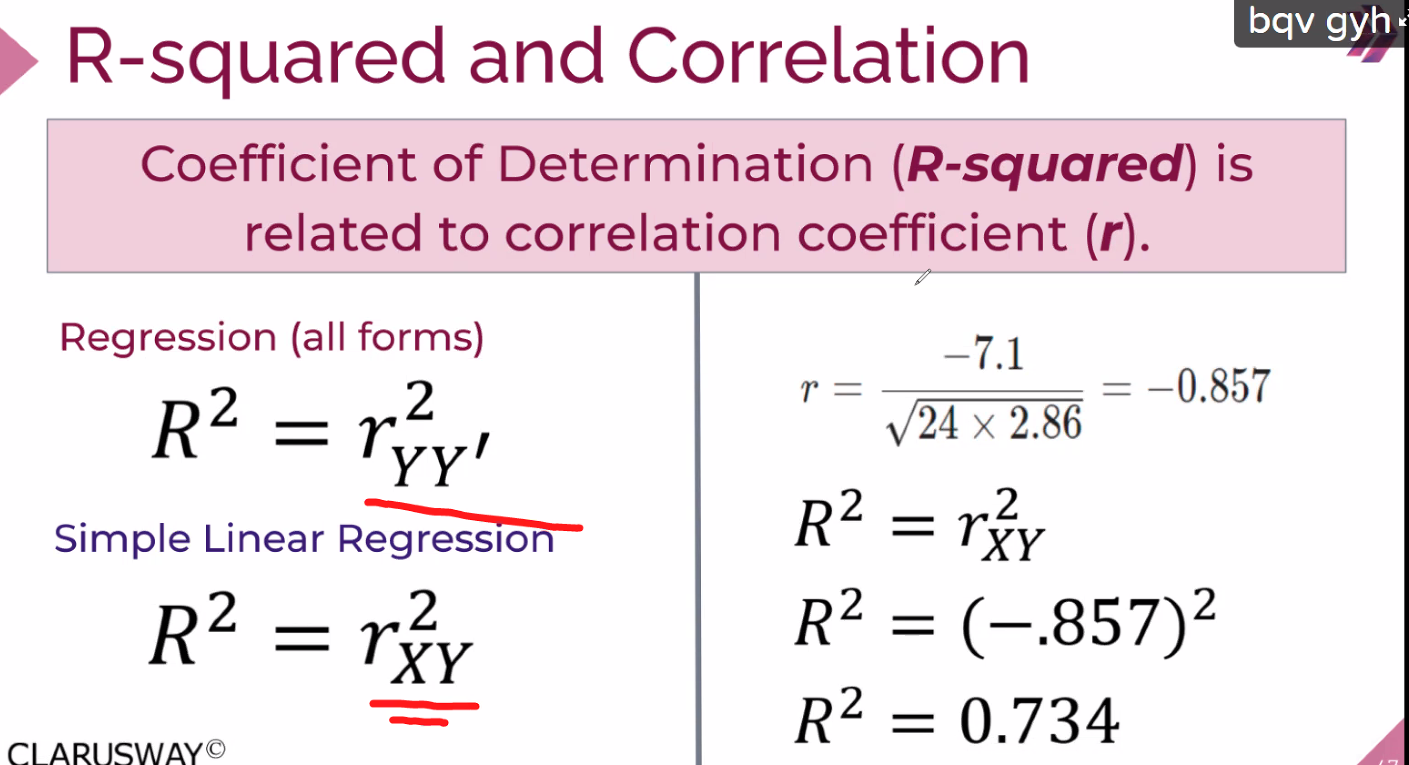 bqv gyh
R-squared and Correlation
Coefficient of Determination (R-squared) is
related to correlation coefficient (r).
Regression (all forms)
R² = r²YY′
Simple Linear Regression
R² = r²XY
r = −7.1 / √(24 × 2.86) = −0.857
R² = r²XY
R² = (−.857)²
R² = 0.734
CLARUSWAY©